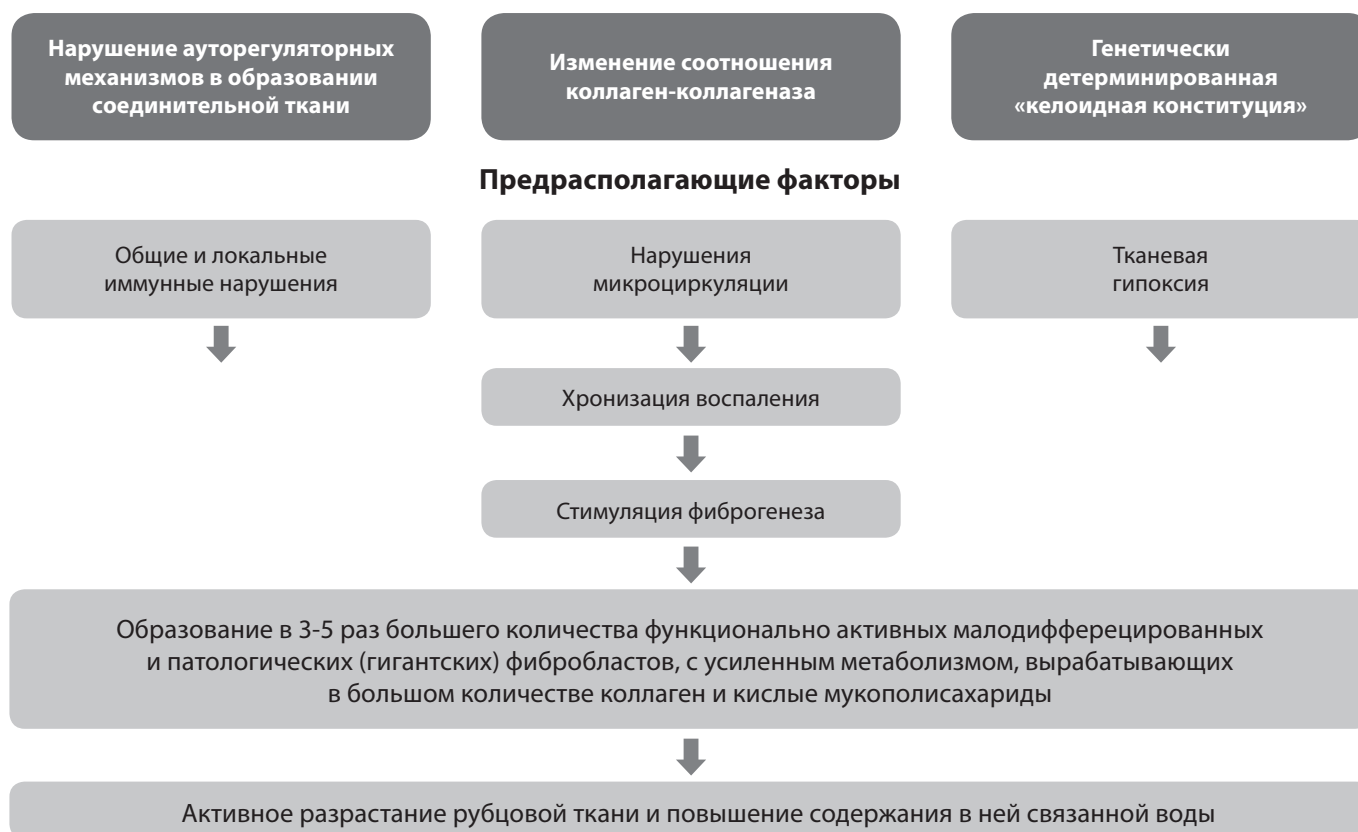 Нарушение ауторегуляторных
механизмов в образовании
соединительной ткани
Изменение соотношения
коллаген-коллагеназа
Генетически
детерминированная
«келоидная конституция»
Предрасполагающие факторы
Общие и локальные
иммунные нарушения
Нарушения
микроциркуляции
Тканевая
гипоксия
Хронизация воспаления
Стимуляция фиброгенеза
Образование в 3-5 раз большего количества функционально активных малодифферецированных
и патологических (гигантских) фибробластов, с усиленным метаболизмом, вырабатывающих
в большом количестве коллаген и кислые мукополисахариды
Активное разрастание рубцовой ткани и повышение содержания в ней связанной воды